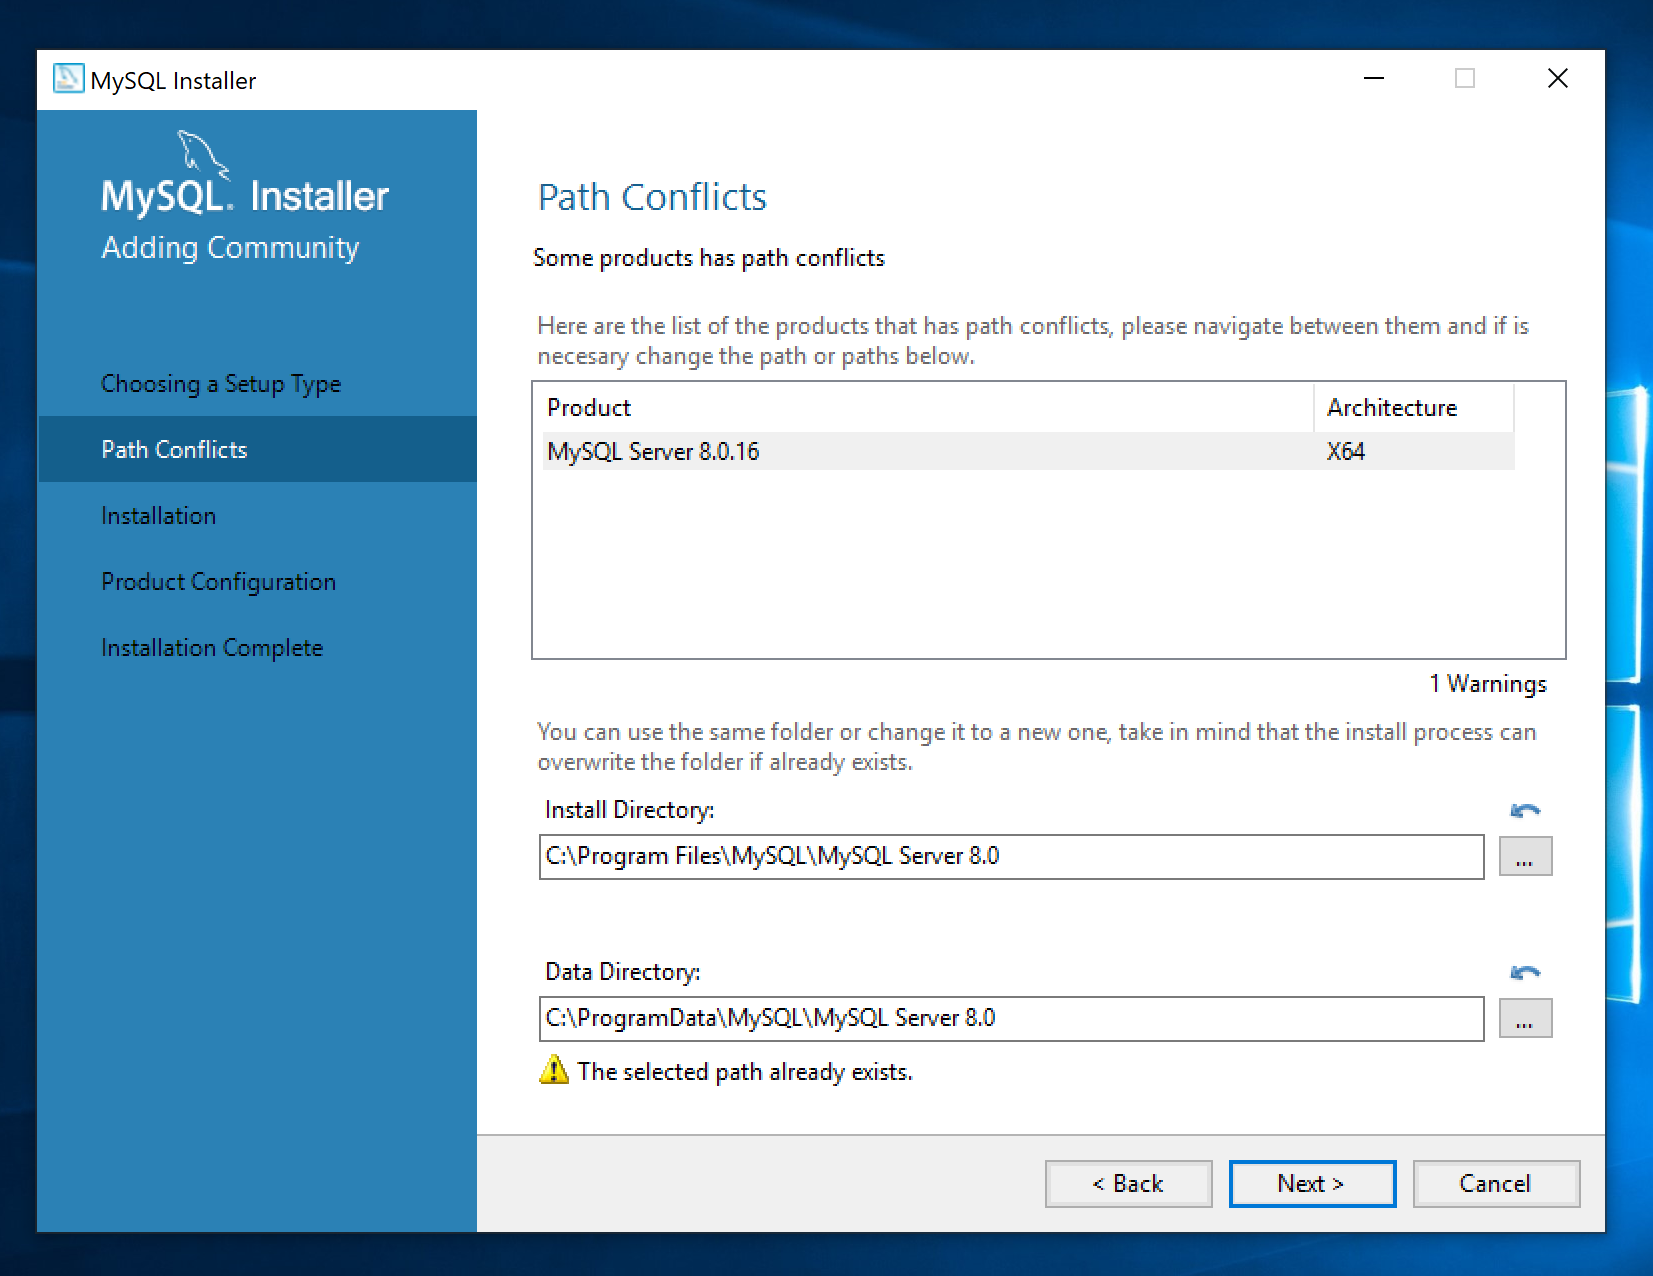 MySQL Installer
MySQL. Installer
Adding Community
Choosing a Setup Type
Path Conflicts
Installation
Product Configuration
Installation Complete
Path Conflicts
Some products has path conflicts
Here are the list of the products that has path conflicts, please navigate between them and if is
necesary change the path or paths below.
Product Architecture
MySQL Server 8.0.16 X64
1 Warnings
You can use the same folder or change it to a new one, take in mind that the install process can
overwrite the folder if already exists.
Install Directory:
C:\Program Files\MySQL\MySQL Server 8.0
...
Data Directory:
C:\ProgramData\MySQL\MySQL Server 8.0
...
The selected path already exists.
< Back Next > Cancel